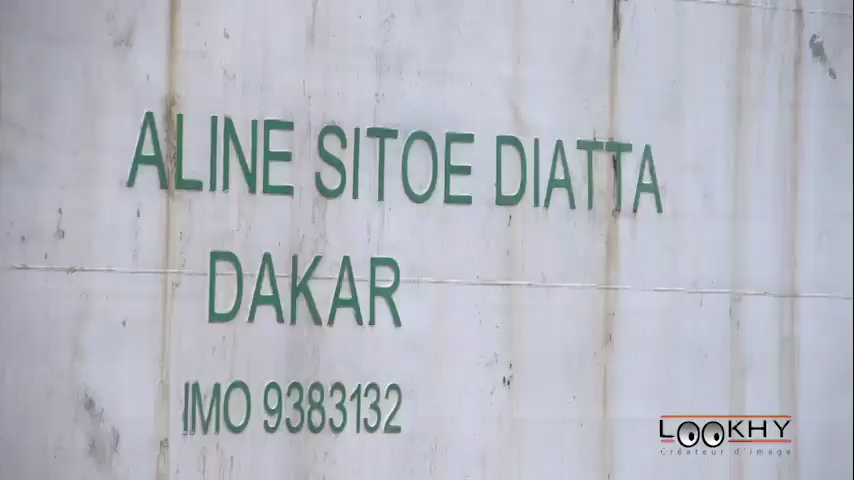 ALINE SITOE DIATTA
DAKAR
IMO 9383132
LOOKHY
Créateur d'image